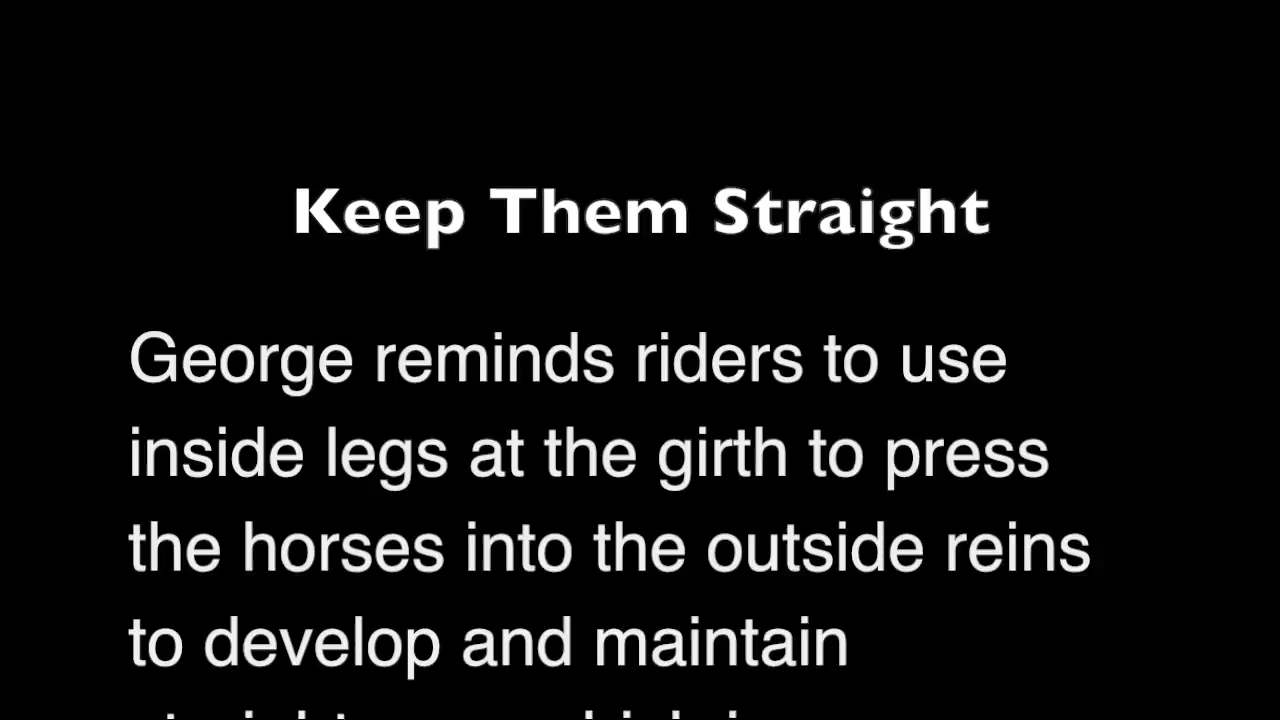 Keep Them Straight
George reminds riders to use
inside legs at the girth to press
the horses into the outside reins
to develop and maintain